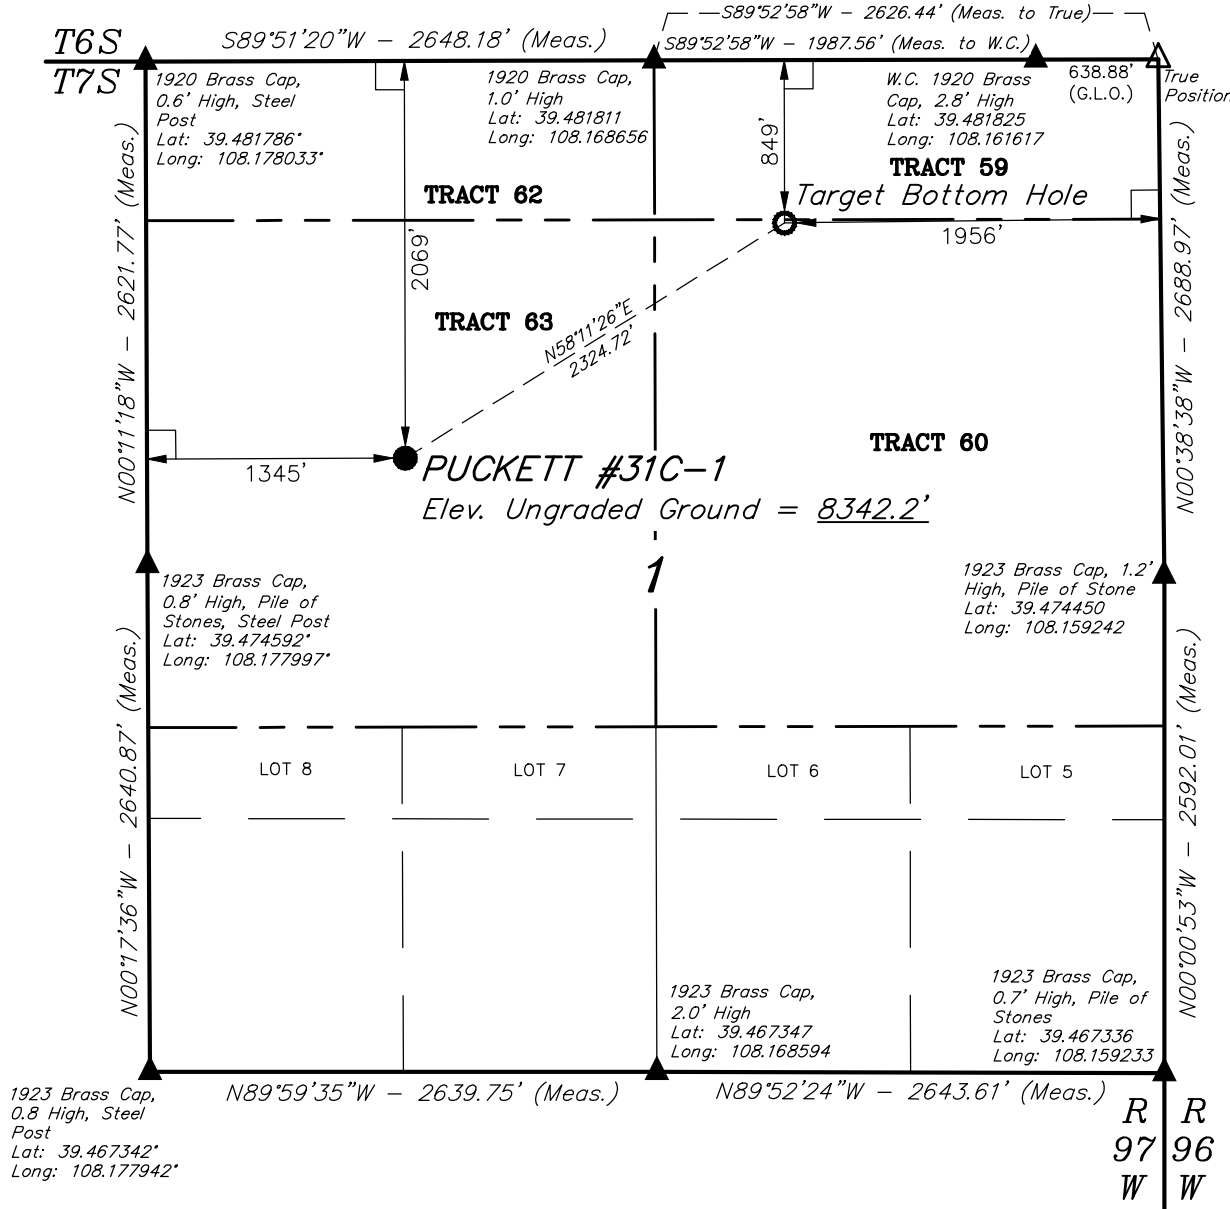 S89°52'58"W - 2626.44' (Meas. to True)
T6S
S89°51'20"W - 2648.18' (Meas.)
S89°52'58"W - 1987.56' (Meas. to W.C.)
T7S
1920 Brass Cap,
0.6' High, Steel
Post
Lat: 39.481786°
Long: 108.178033°
1920 Brass Cap,
1.0' High
Lat: 39.481811
Long: 108.168656
W.C. 1920 Brass
Cap, 2.8' High
Lat: 39.481825
Long: 108.161617
638.88'
(G.L.O.)
True
Position
849'
TRACT 59
TRACT 62
Target Bottom Hole
1956'
2069'
N00°11'18"W - 2621.77' (Meas.)
N00°38'38"W - 2688.97' (Meas.)
TRACT 63
N58°11'26"E
2324.72'
TRACT 60
1345'
PUCKETT #31C-1
Elev. Ungraded Ground = 8342.2'
1
1923 Brass Cap,
0.8' High, Pile of
Stones, Steel Post
Lat: 39.474592°
Long: 108.177997°
1923 Brass Cap, 1.2'
High, Pile of Stone
Lat: 39.474450
Long: 108.159242
N00°17'36"W - 2640.87' (Meas.)
N00°00'53"W - 2592.01' (Meas.)
LOT 8
LOT 7
LOT 6
LOT 5
1923 Brass Cap,
2.0' High
Lat: 39.467347
Long: 108.168594
1923 Brass Cap,
0.7' High, Pile of
Stones
Lat: 39.467336
Long: 108.159233
N89°59'35"W - 2639.75' (Meas.)
N89°52'24"W - 2643.61' (Meas.)
1923 Brass Cap,
0.8 High, Steel
Post
Lat: 39.467342°
Long: 108.177942°
R R
97 96
W W